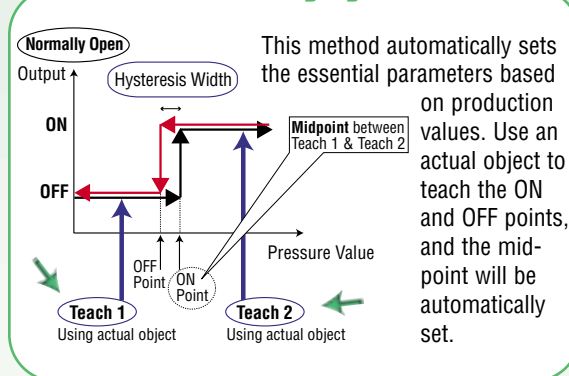 Normally Open
Output
Hysteresis Width
ON
OFF
Midpoint between
Teach 1 & Teach 2
Pressure Value
OFF
Point
ON
Point
Teach 1
Using actual object
Teach 2
Using actual object
This method automatically sets
the essential parameters based
on production
values. Use an
actual object to
teach the ON
and OFF points,
and the mid-
point will be
automatically
set.